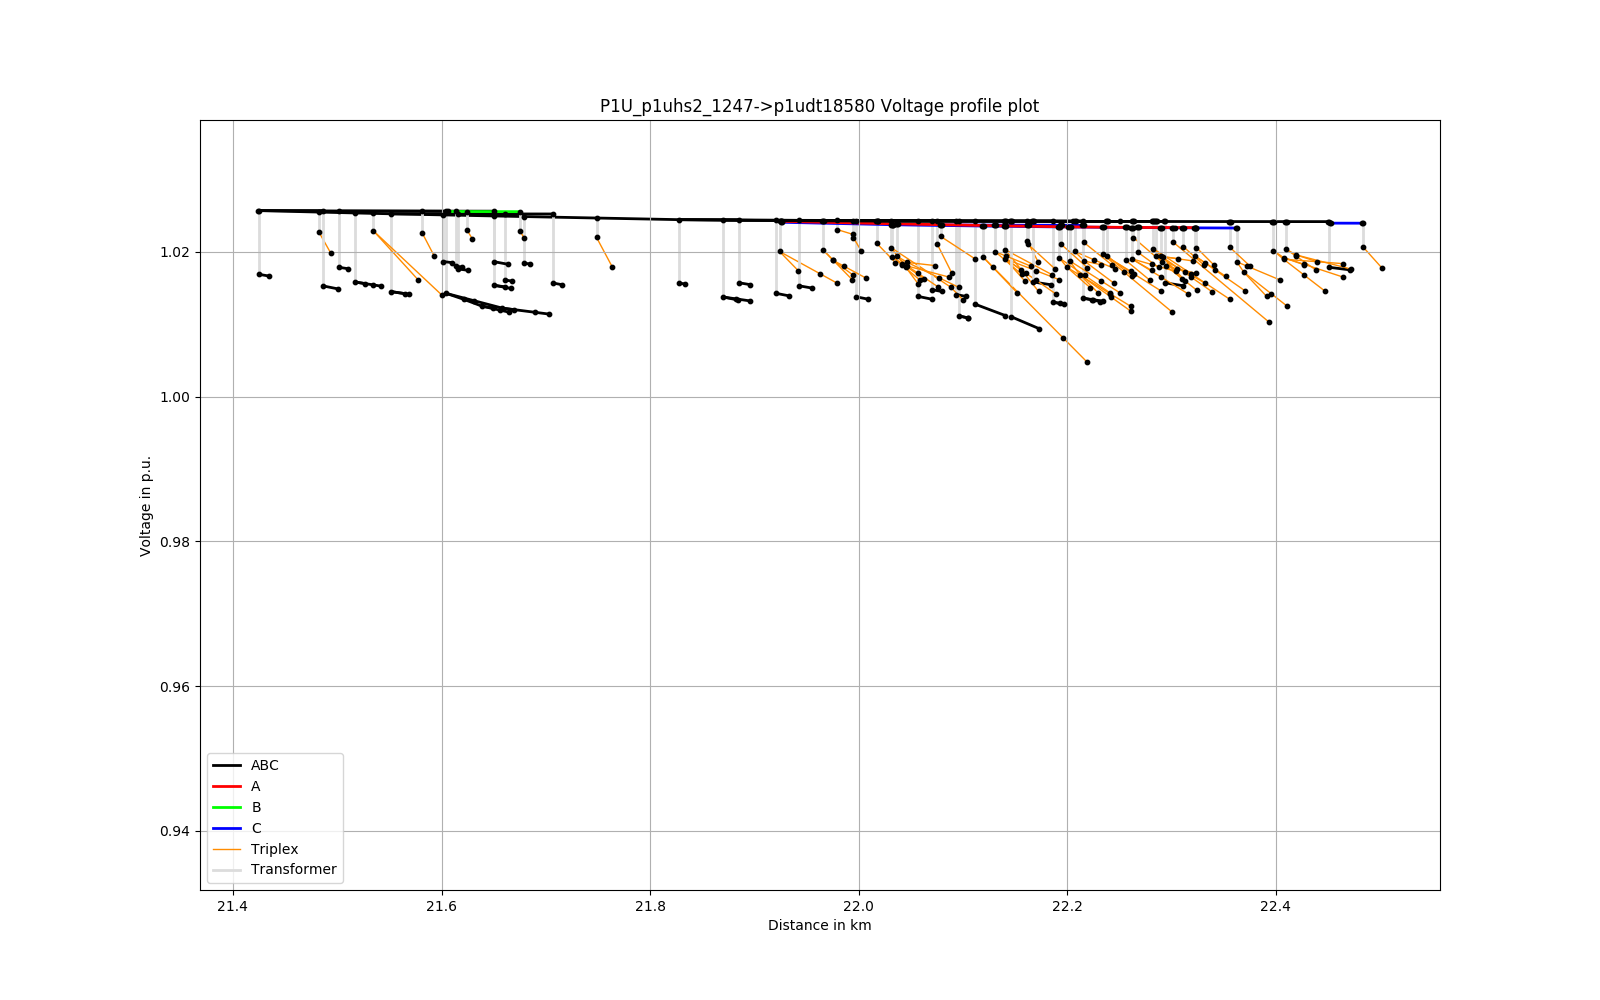 P1U_p1uhs2_1247->p1udt18580 Voltage profile plot
1.02
1.00
0.98
0.96
0.94
Voltage in p.u.
ABC
A
B
C
Triplex
Transformer
21.4 21.6 21.8 22.0 22.2 22.4
Distance in km